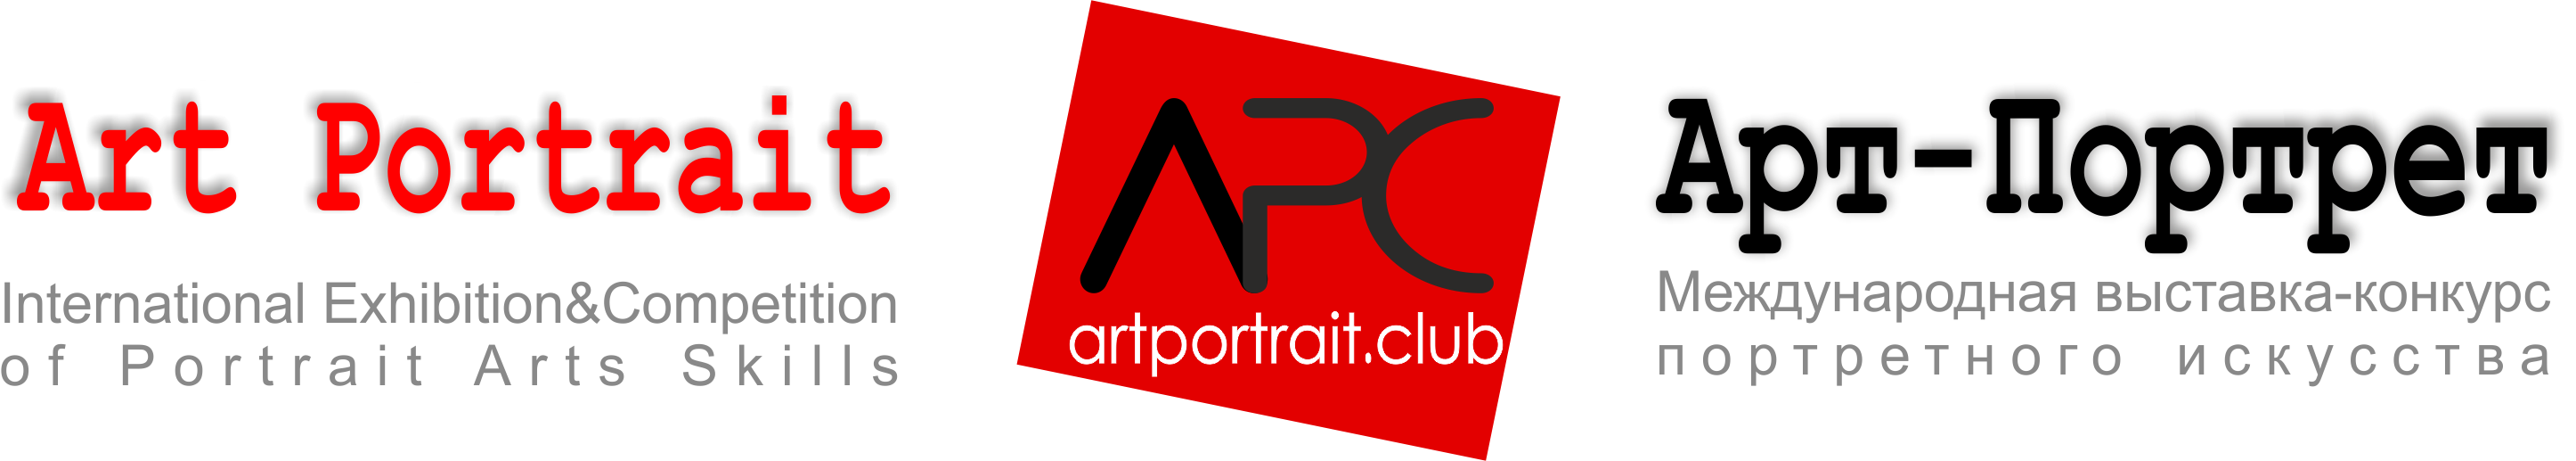 Art Portrait
International Exhibition&Competition
of Portrait Arts Skills
APC
artportrait.club
Арт-Портрет
Международная выставка-конкурс
портретного искусства